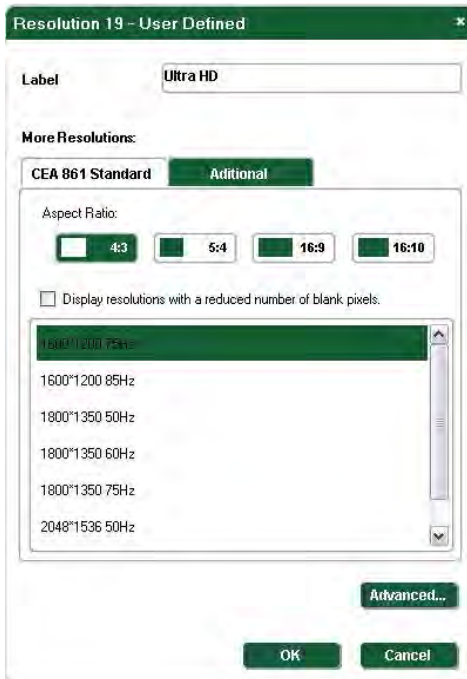 Resolution 19 - User Defined ×
Label Ultra HD
More Resolutions:
CEA 861 Standard Aditional
Aspect Ratio:
4:3 5:4 16:9 16:10
Display resolutions with a reduced number of blank pixels.
1600*1200 75Hz
1600*1200 85Hz
1800*1350 50Hz
1800*1350 60Hz
1800*1350 75Hz
2048*1536 50Hz
Advanced...
OK Cancel